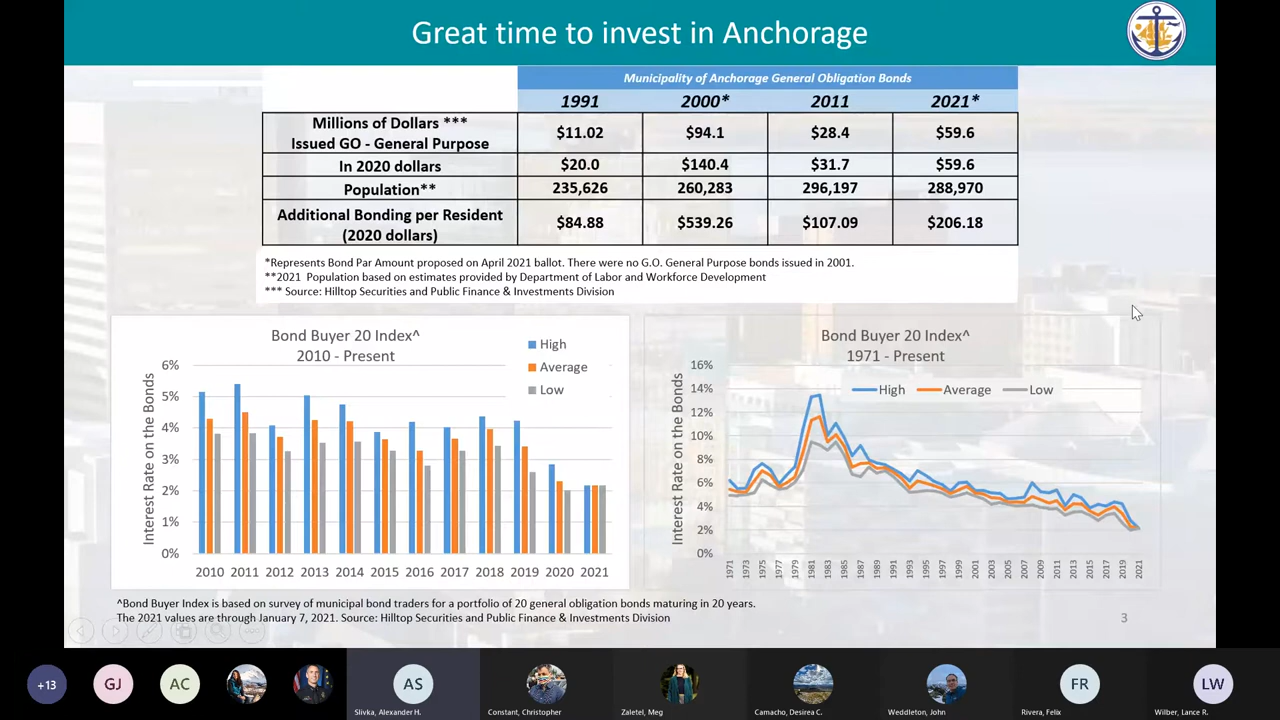 Great time to invest in Anchorage
Municipality of Anchorage General Obligation Bonds
1991 2000* 2011 2021*
Millions of Dollars ***
Issued GO - General Purpose
$11.02 $94.1 $28.4 $59.6
In 2020 dollars $20.0 $140.4 $31.7 $59.6
Population** 235,626 260,283 296,197 288,970
Additional Bonding per Resident
(2020 dollars)
$84.88 $539.26 $107.09 $206.18
*Represents Bond Par Amount proposed on April 2021 ballot. There were no G.O. General Purpose bonds issued in 2001.
**2021 Population based on estimates provided by Department of Labor and Workforce Development
*** Source: Hilltop Securities and Public Finance & Investments Division
Bond Buyer 20 Index^
2010 - Present
High
Average
Low
Interest Rate on the Bonds
6%
5%
4%
3%
2%
1%
0%
2010 2011 2012 2013 2014 2015 2016 2017 2018 2019 2020 2021
Bond Buyer 20 Index^
1971 - Present
High Average Low
Interest Rate on the Bonds
16%
14%
12%
10%
8%
6%
4%
2%
0%
1971 1973 1975 1977 1979 1981 1983 1985 1987 1989 1991 1993 1995 1997 1999 2001 2003 2005 2007 2009 2011 2013 2015 2017 2019 2021
^Bond Buyer Index is based on survey of municipal bond traders for a portfolio of 20 general obligation bonds maturing in 20 years.
The 2021 values are through January 7, 2021. Source: Hilltop Securities and Public Finance & Investments Division
3
+13 GJ AC AS FR LW
Slivka, Alexander H. Constant, Christopher Zaletel, Meg Camacho, Desirea C. Weddleton, John Rivera, Felix Wilber, Lance R.